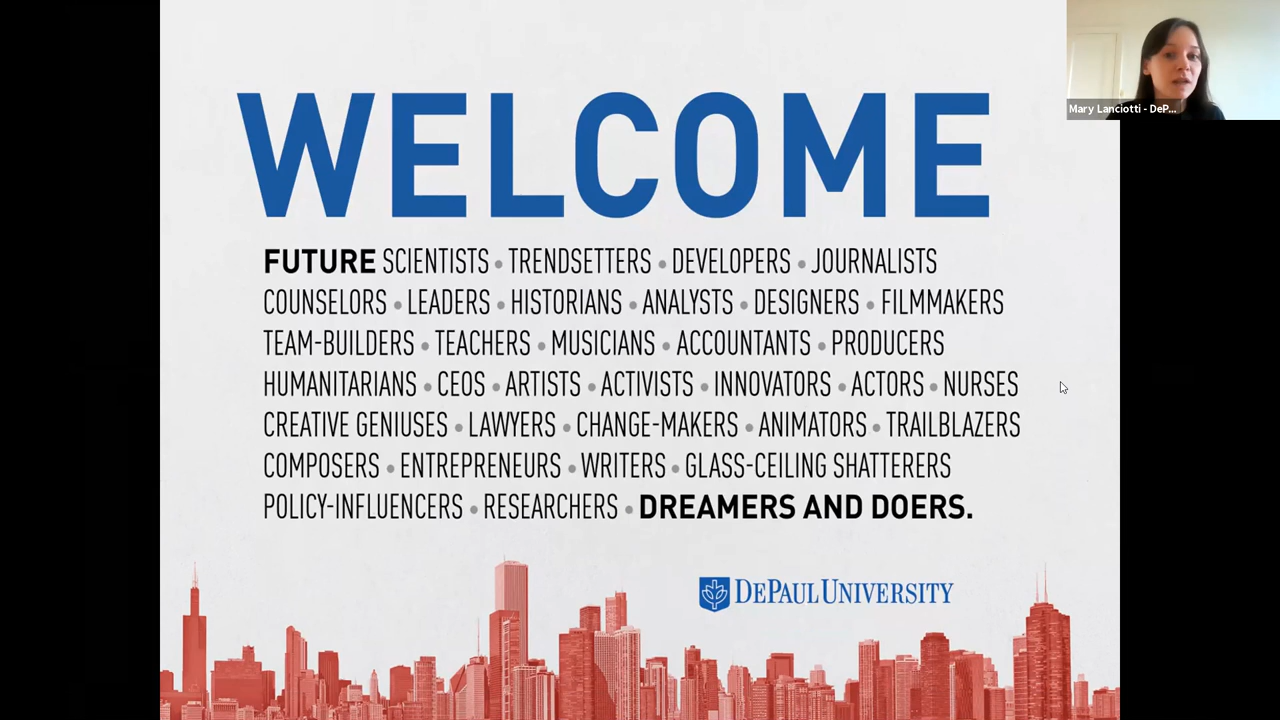 WELCOME
FUTURE SCIENTISTS • TRENDSETTERS • DEVELOPERS • JOURNALISTS
COUNSELORS • LEADERS • HISTORIANS • ANALYSTS • DESIGNERS • FILMMAKERS
TEAM-BUILDERS • TEACHERS • MUSICIANS • ACCOUNTANTS • PRODUCERS
HUMANITARIANS • CEOS • ARTISTS • ACTIVISTS • INNOVATORS • ACTORS • NURSES
CREATIVE GENIUSES • LAWYERS • CHANGE-MAKERS • ANIMATORS • TRAILBLAZERS
COMPOSERS • ENTREPRENEURS • WRITERS • GLASS-CEILING SHATTERERS
POLICY-INFLUENCERS • RESEARCHERS • DREAMERS AND DOERS.
DEPAUL UNIVERSITY
Mary Lanciotti - DeP...